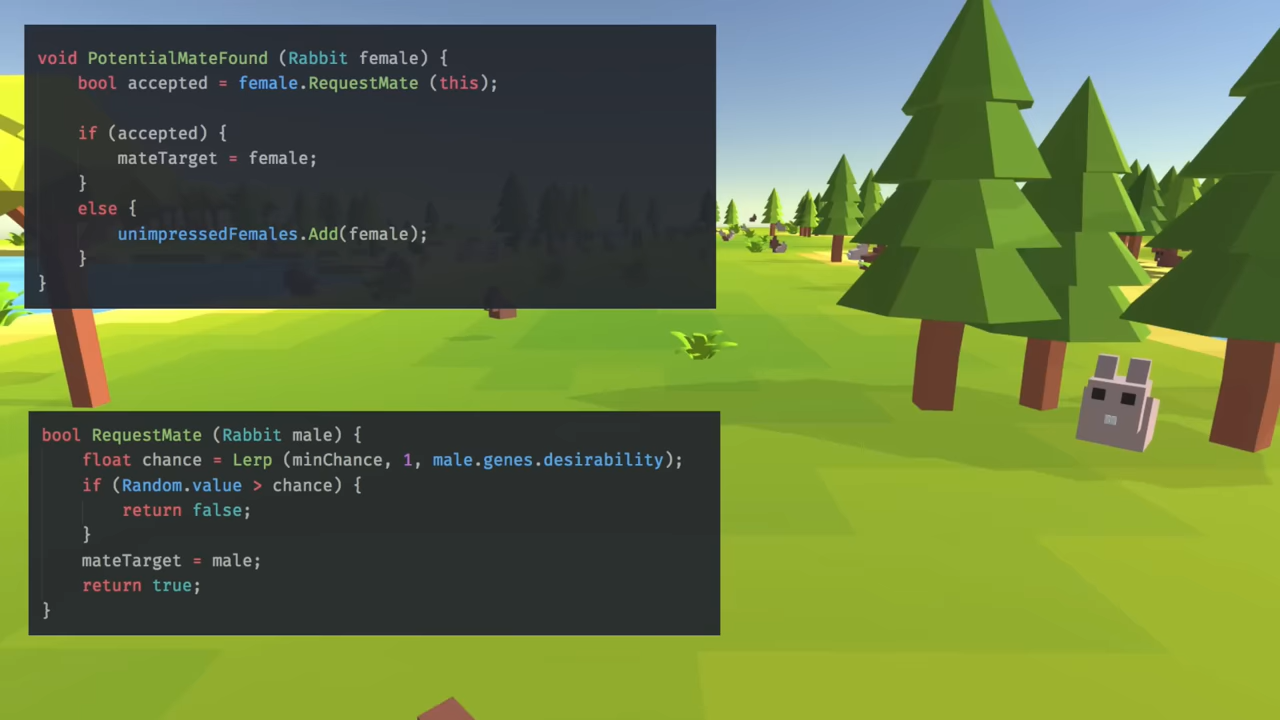 void PotentialMateFound (Rabbit female) {
bool accepted = female.RequestMate (this);
if (accepted) {
mateTarget = female;
}
else {
unimpressedFemales.Add(female);
}
}
bool RequestMate (Rabbit male) {
float chance = Lerp (minChance, 1, male.genes.desirability);
if (Random.value > chance) {
return false;
}
mateTarget = male;
return true;
}